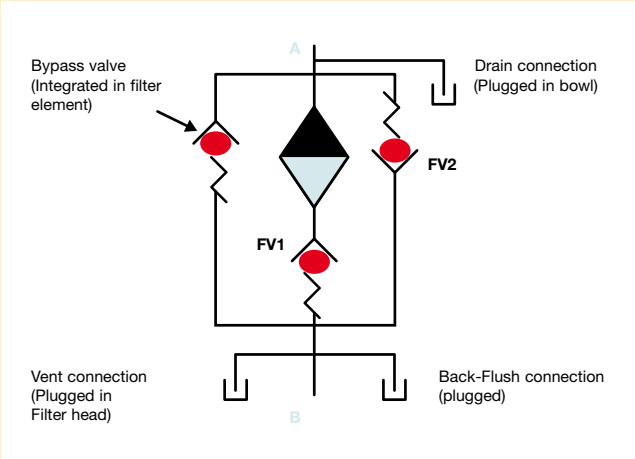 A
Bypass valve
(Integrated in filter
element)
Drain connection
(Plugged in bowl)
FV2
FV1
Vent connection
(Plugged in
Filter head)
Back-Flush connection
(plugged)
B